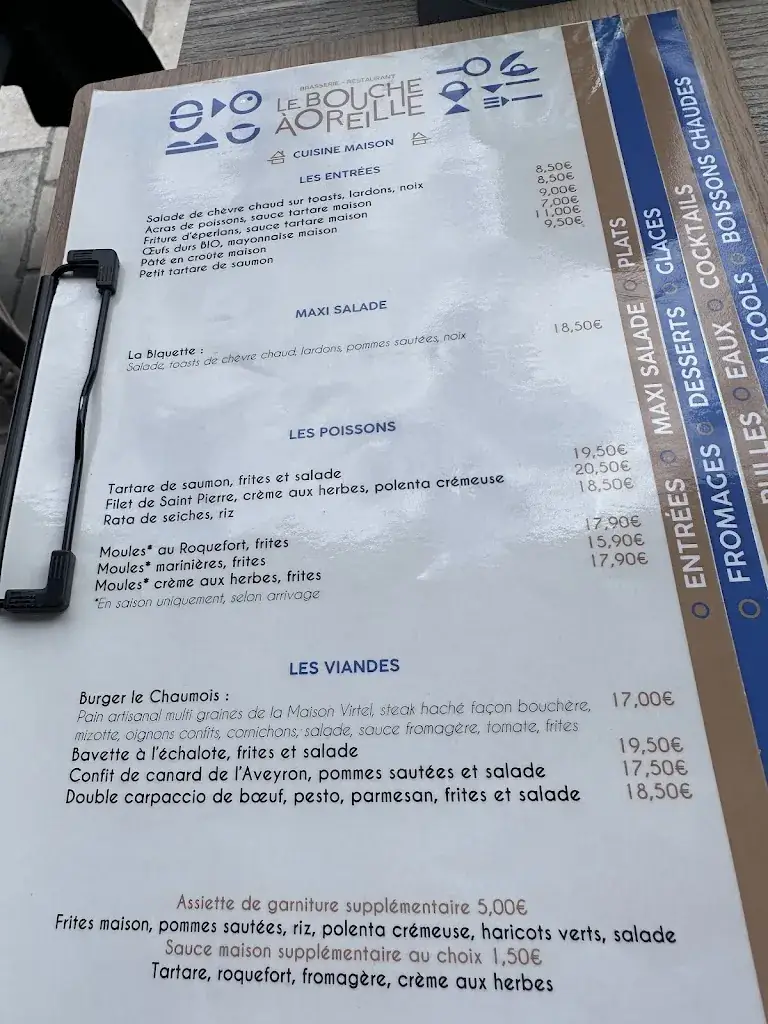 BRASSERIE - RESTAURANT
LE BOUCHE
À OREILLE
CUISINE MAISON
LES ENTRÉES
Salade de chèvre chaud sur toasts, lardons, noix 8,50€
Acras de poissons, sauce tartare maison 8,50€
Friture d'éperlans, sauce tartare maison 9,00€
Œufs durs BIO, mayonnaise maison 7,00€
Pâté en croûte maison 11,00€
Petit tartare de saumon 9,50€
MAXI SALADE
La Biquette : 18,50€
Salade, toasts de chèvre chaud, lardons, pommes sautées, noix
LES POISSONS
Tartare de saumon, frites et salade 19,50€
Filet de Saint Pierre, crème aux herbes, polenta crémeuse 20,50€
Rata de seiches, riz 18,50€
Moules* au Roquefort, frites 17,90€
Moules* marinières, frites 15,90€
Moules* crème aux herbes, frites 17,90€
*En saison uniquement, selon arrivage
LES VIANDES
Burger le Chaumois : 17,00€
Pain artisanal multi graines de la Maison Virtel, steak haché façon bouchère,
mizotte, oignons confits, cornichons, salade, sauce fromagère, tomate, frites
Bavette à l'échalote, frites et salade 19,50€
Confit de canard de l'Aveyron, pommes sautées et salade 17,50€
Double carpaccio de bœuf, pesto, parmesan, frites et salade 18,50€
Assiette de garniture supplémentaire 5,00€
Frites maison, pommes sautées, riz, polenta crémeuse, haricots verts, salade
Sauce maison supplémentaire au choix 1,50€
Tartare, roquefort, fromagère, crème aux herbes
ENTRÉES MAXI SALADE PLATS
FROMAGES DESSERTS GLACES
BULLES EAUX COCKTAILS
ALCOOLS BOISSONS CHAUDES